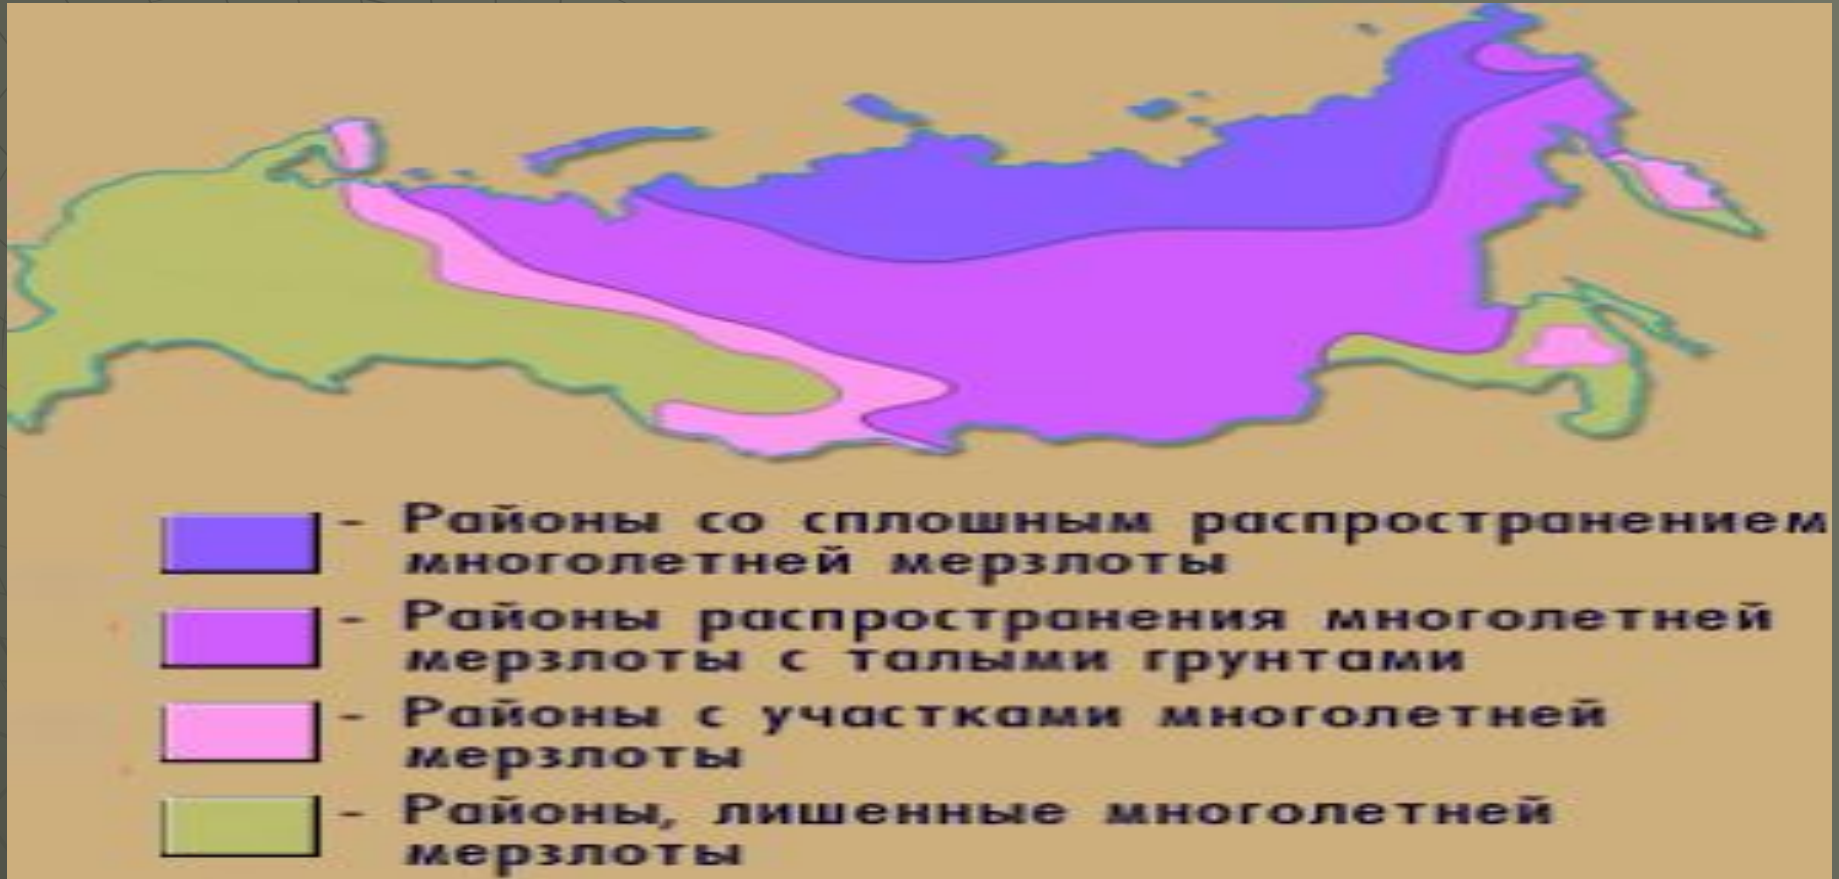 - Районы со сплошным распространением
многолетней мерзлоты
- Районы распространения многолетней
мерзлоты с талыми грунтами
- Районы с участками многолетней
мерзлоты
- Районы, лишенные многолетней
мерзлоты